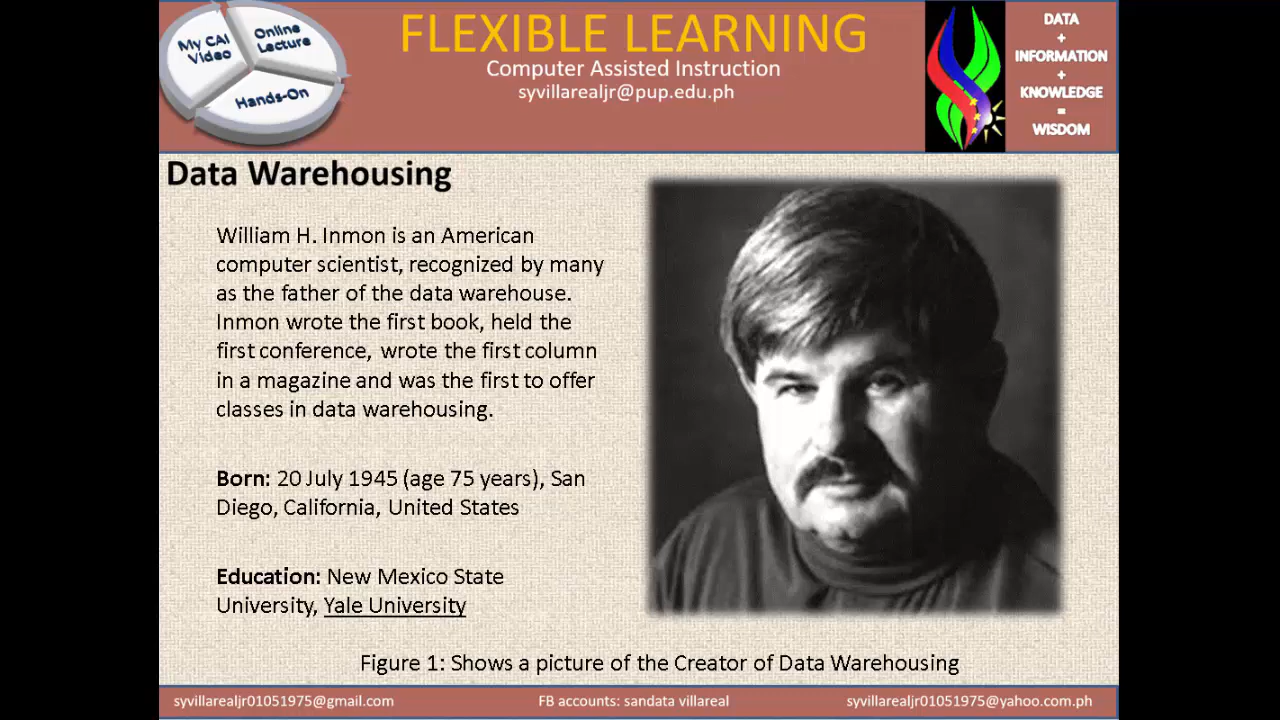 My CAI
Video
Online
Lecture
Hands-On
FLEXIBLE LEARNING
Computer Assisted Instruction
syvillarealjr@pup.edu.ph
DATA
+
INFORMATION
+
KNOWLEDGE
=
WISDOM
Data Warehousing
William H. Inmon is an American
computer scientist, recognized by many
as the father of the data warehouse.
Inmon wrote the first book, held the
first conference, wrote the first column
in a magazine and was the first to offer
classes in data warehousing.
Born: 20 July 1945 (age 75 years), San
Diego, California, United States
Education: New Mexico State
University, Yale University
Figure 1: Shows a picture of the Creator of Data Warehousing
syvillarealjr01051975@gmail.com
FB accounts: sandata villareal
syvillarealjr01051975@yahoo.com.ph